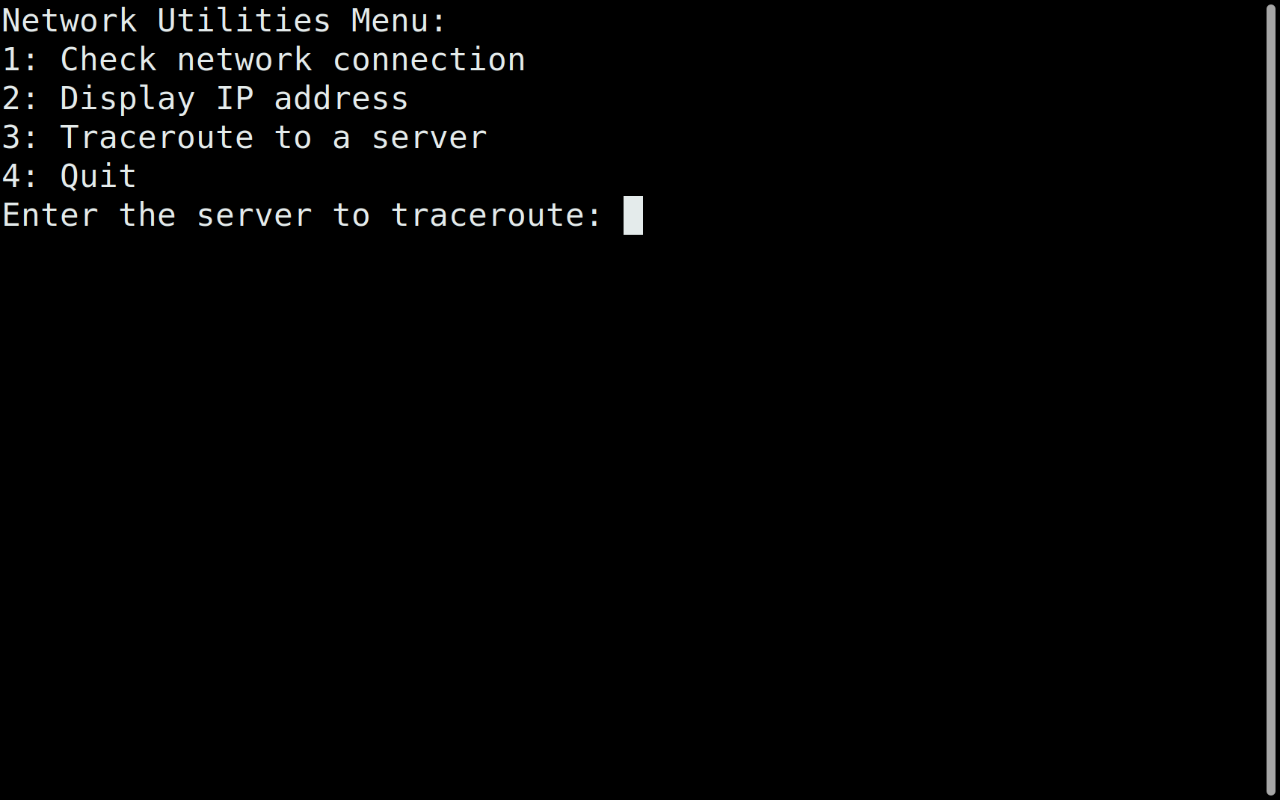 Network Utilities Menu:
1: Check network connection
2: Display IP address
3: Traceroute to a server
4: Quit
Enter the server to traceroute: